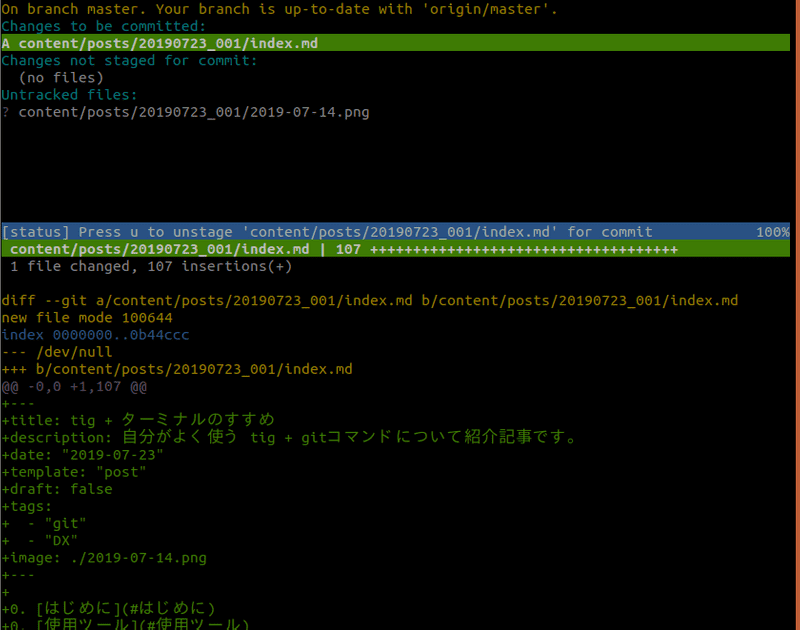 On branch master. Your branch is up-to-date with 'origin/master'.
Changes to be committed:
A content/posts/20190723_001/index.md
Changes not staged for commit:
  (no files)
Untracked files:
? content/posts/20190723_001/2019-07-14.png
[status] Press u to unstage 'content/posts/20190723_001/index.md' for commit 100%
 content/posts/20190723_001/index.md | 107 ++++++++++++++++++++++++++++++++++++
 1 file changed, 107 insertions(+)
diff --git a/content/posts/20190723_001/index.md b/content/posts/20190723_001/index.md
new file mode 100644
index 0000000..0b44ccc
--- /dev/null
+++ b/content/posts/20190723_001/index.md
@@ -0,0 +1,107 @@
+---
+title: tig + ターミナルのすすめ
+description: 自分がよく使う tig + gitコマンドについて紹介記事です。
+date: "2019-07-23"
+template: "post"
+draft: false
+tags:
+  - "git"
+  - "DX"
+image: ./2019-07-14.png
+---
+
+0. [はじめに](#はじめに)
+0. [使用ツール](#使用ツール)